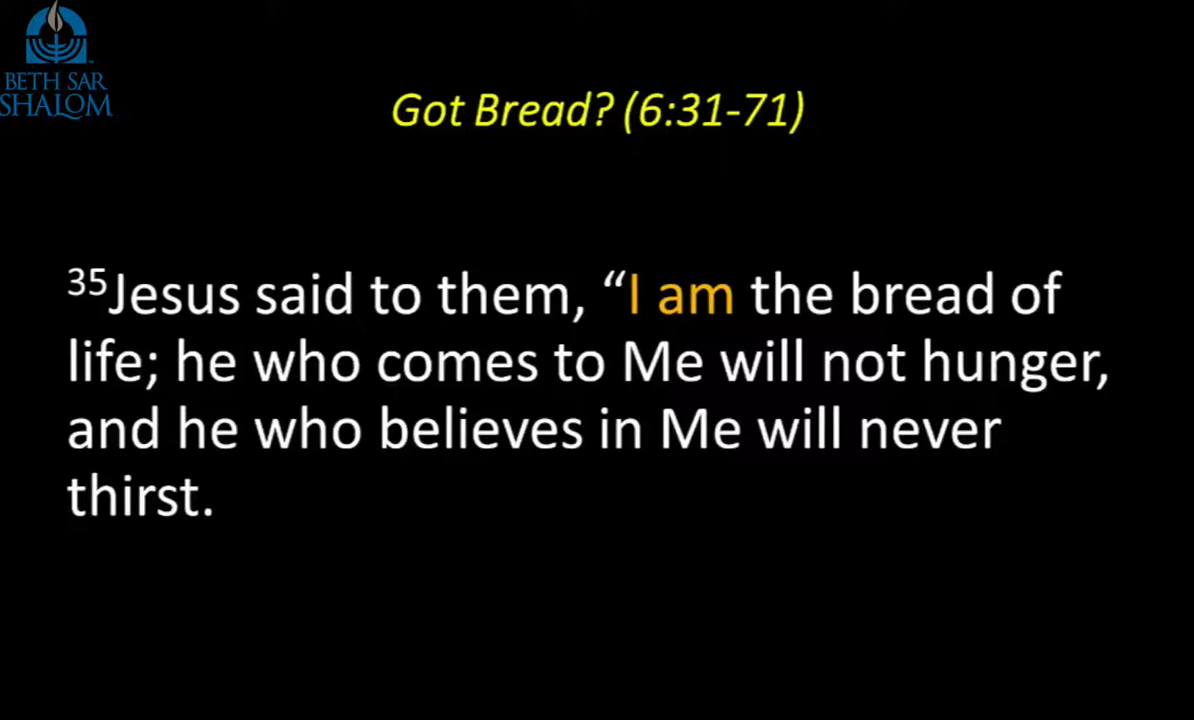 BETH SAR
SHALOM
Got Bread? (6:31-71)
³⁵Jesus said to them, “I am the bread of
life; he who comes to Me will not hunger,
and he who believes in Me will never
thirst.